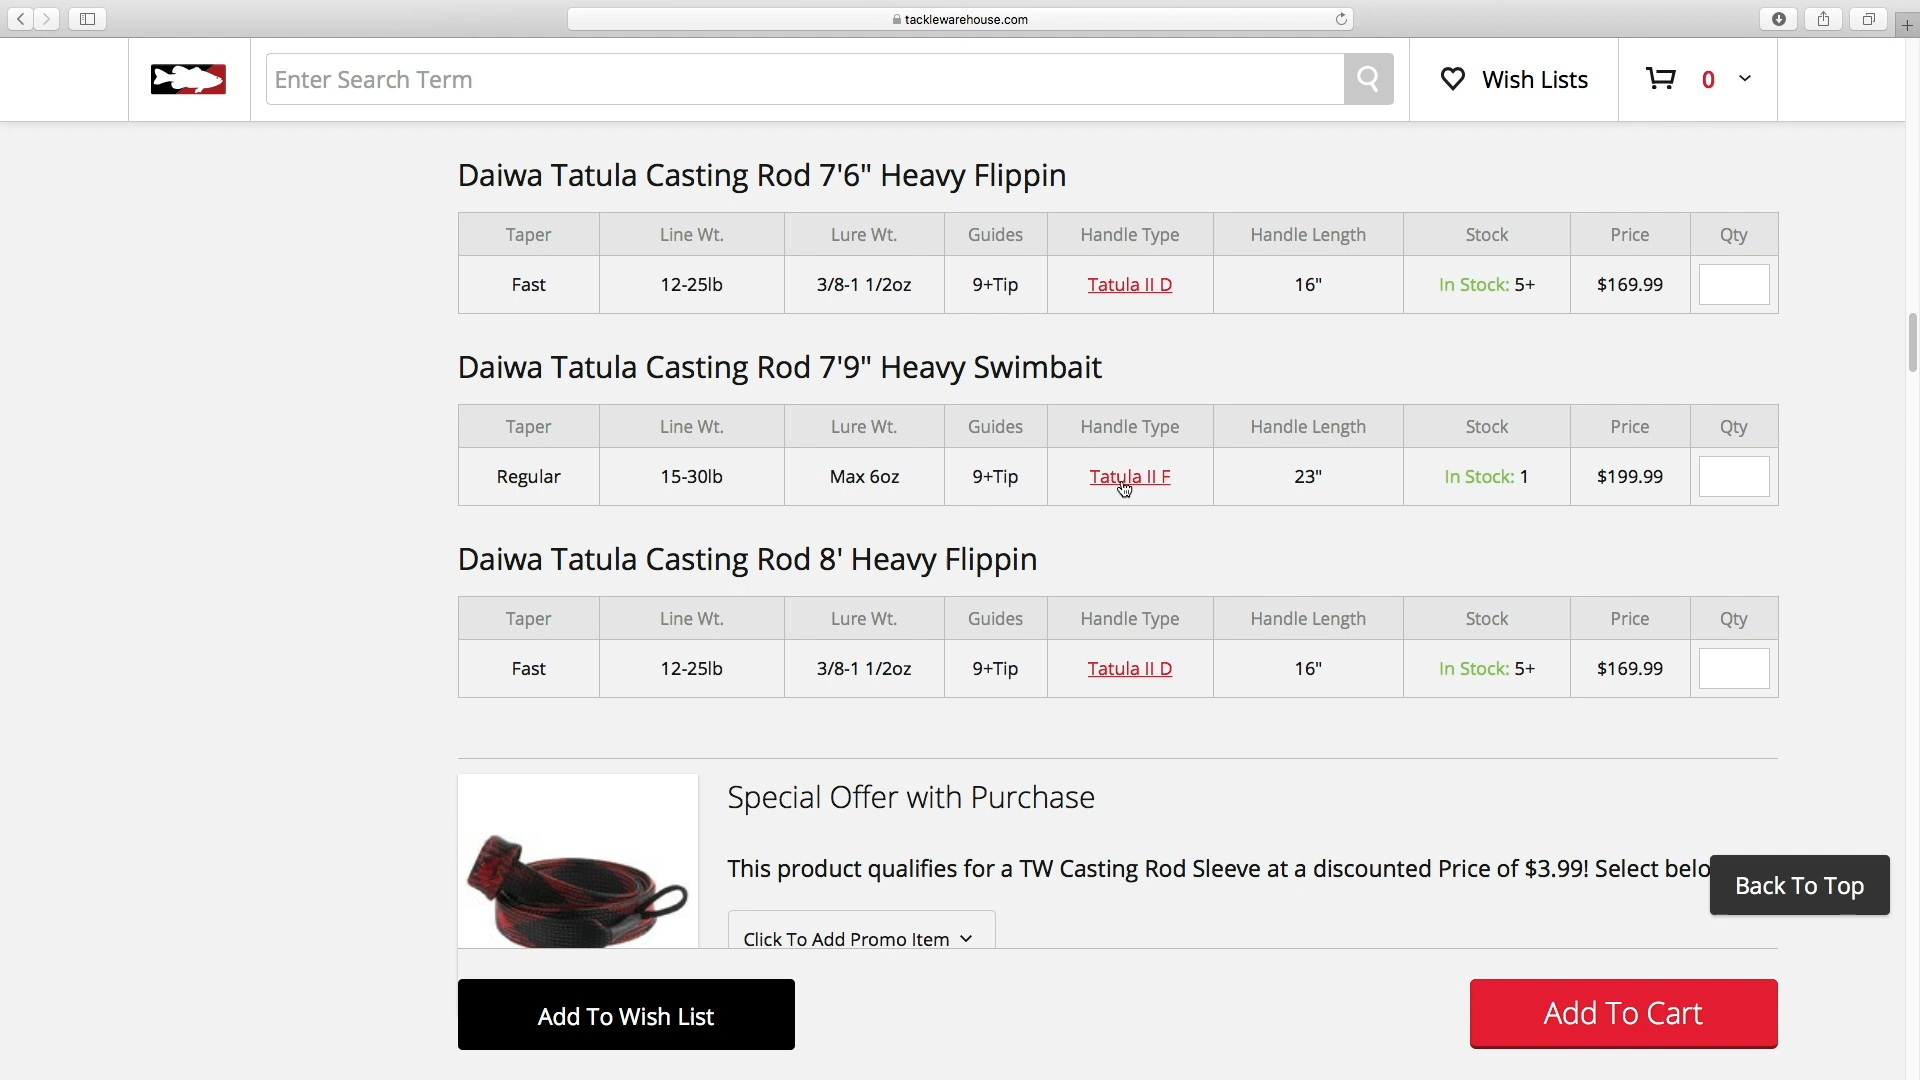 tacklewarehouse.com
Enter Search Term
Wish Lists
0
Daiwa Tatula Casting Rod 7'6" Heavy Flippin
Taper Line Wt. Lure Wt. Guides Handle Type Handle Length Stock Price Qty
Fast 12-25lb 3/8-1 1/2oz 9+Tip Tatula II D 16" In Stock: 5+ $169.99
Daiwa Tatula Casting Rod 7'9" Heavy Swimbait
Taper Line Wt. Lure Wt. Guides Handle Type Handle Length Stock Price Qty
Regular 15-30lb Max 6oz 9+Tip Tatula II F 23" In Stock: 1 $199.99
Daiwa Tatula Casting Rod 8' Heavy Flippin
Taper Line Wt. Lure Wt. Guides Handle Type Handle Length Stock Price Qty
Fast 12-25lb 3/8-1 1/2oz 9+Tip Tatula II D 16" In Stock: 5+ $169.99
Special Offer with Purchase
This product qualifies for a TW Casting Rod Sleeve at a discounted Price of $3.99! Select belo
Back To Top
Click To Add Promo Item
Add To Wish List
Add To Cart